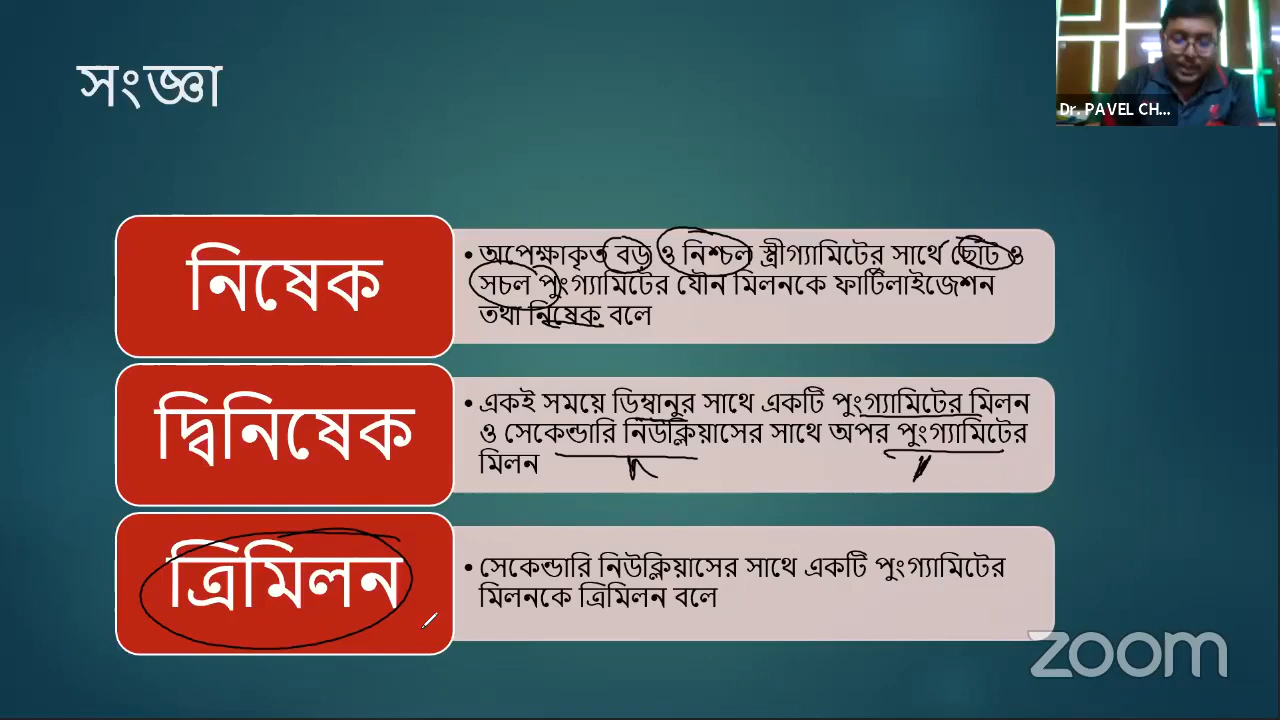 সংজ্ঞা
Dr. PAVEL CH...
নিষেক
• অপেক্ষাকৃত বড় ও নিশ্চল স্ত্রীগ্যামিটের সাথে ছোট ও
সচল পুংগ্যামিটের যৌন মিলনকে ফার্টিলাইজেশন
তথা নিষেক বলে
দ্বিনিষেক
• একই সময়ে ডিম্বানুর সাথে একটি পুংগ্যামিটের মিলন
ও সেকেন্ডারি নিউক্লিয়াসের সাথে অপর পুংগ্যামিটের
মিলন
ত্রিমিলন
• সেকেন্ডারি নিউক্লিয়াসের সাথে একটি পুংগ্যামিটের
মিলনকে ত্রিমিলন বলে
zoom